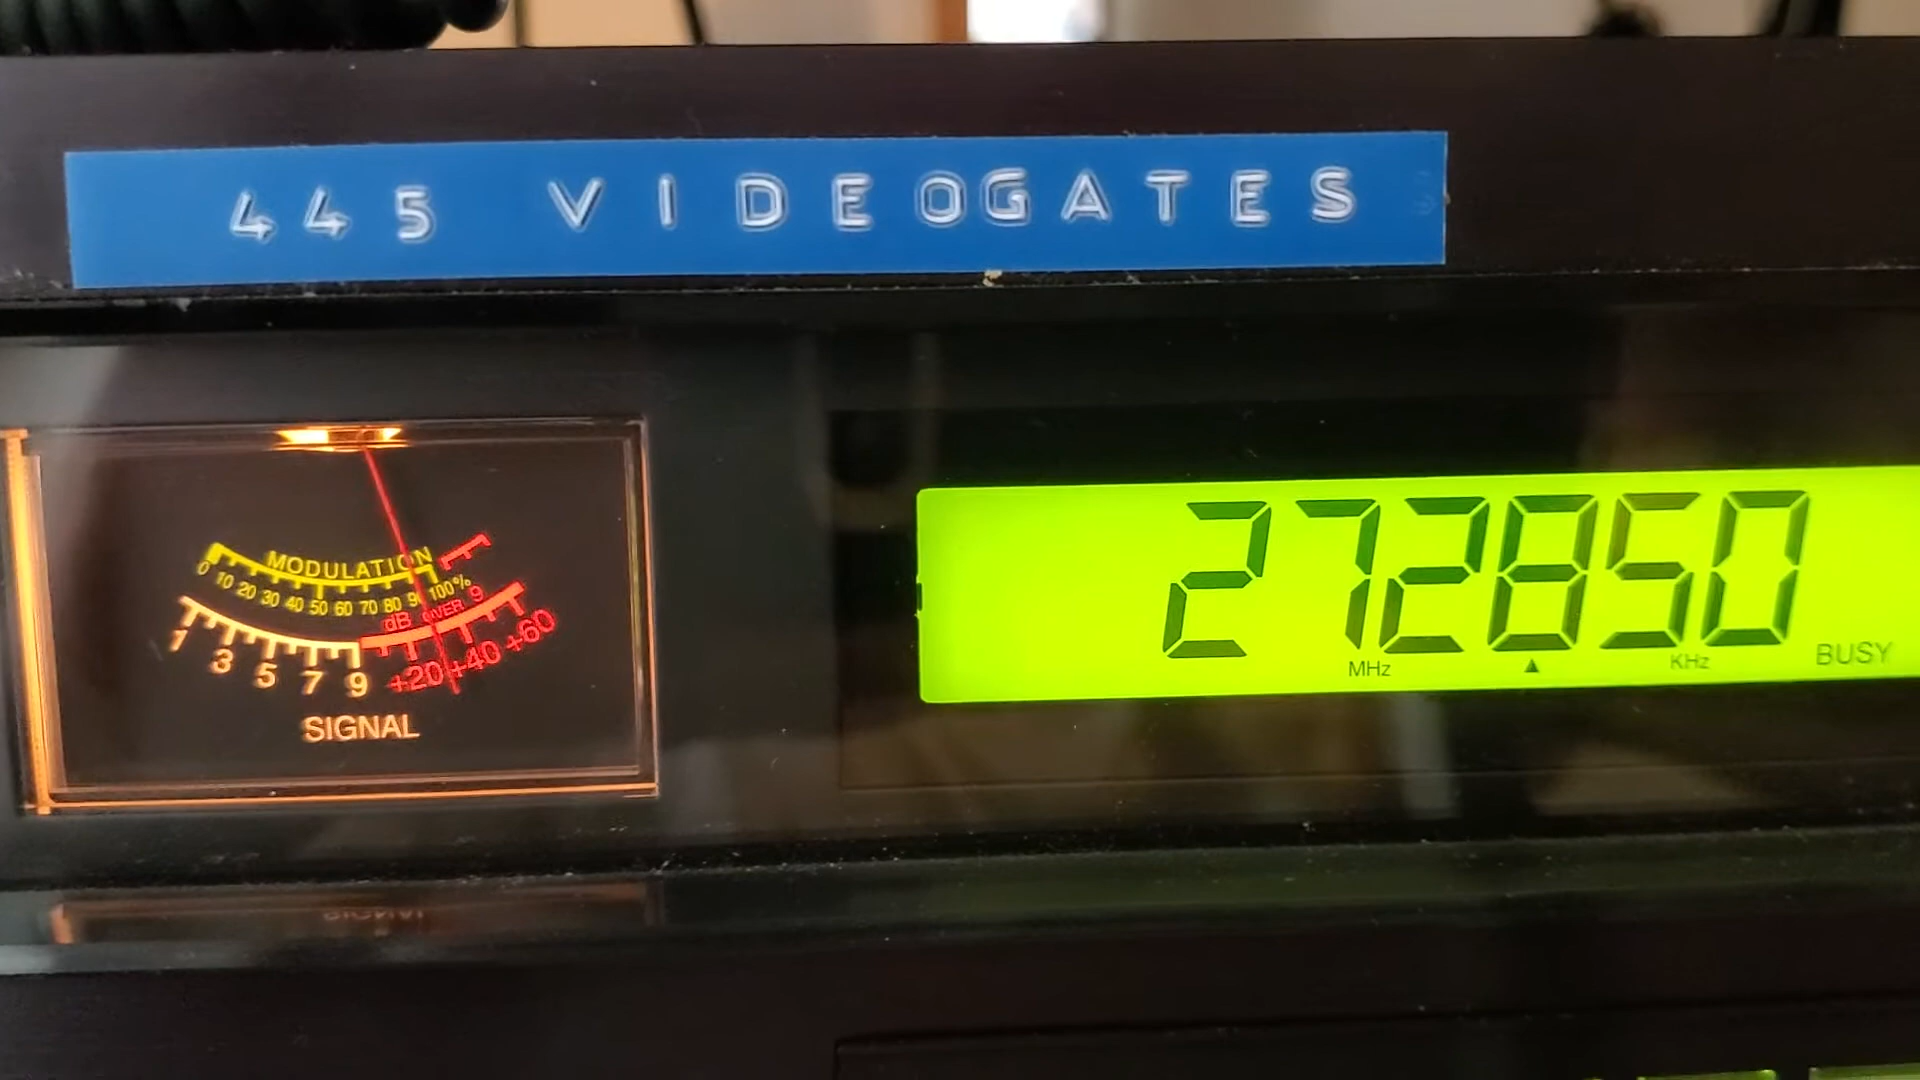 445 VIDEOGATES
MODULATION
0 10 20 30 40 50 60 70 80 90 100%
dB OVER 9
1 3 5 7 9 +20 +40 +60
SIGNAL
272850
MHz ▲ KHz BUSY